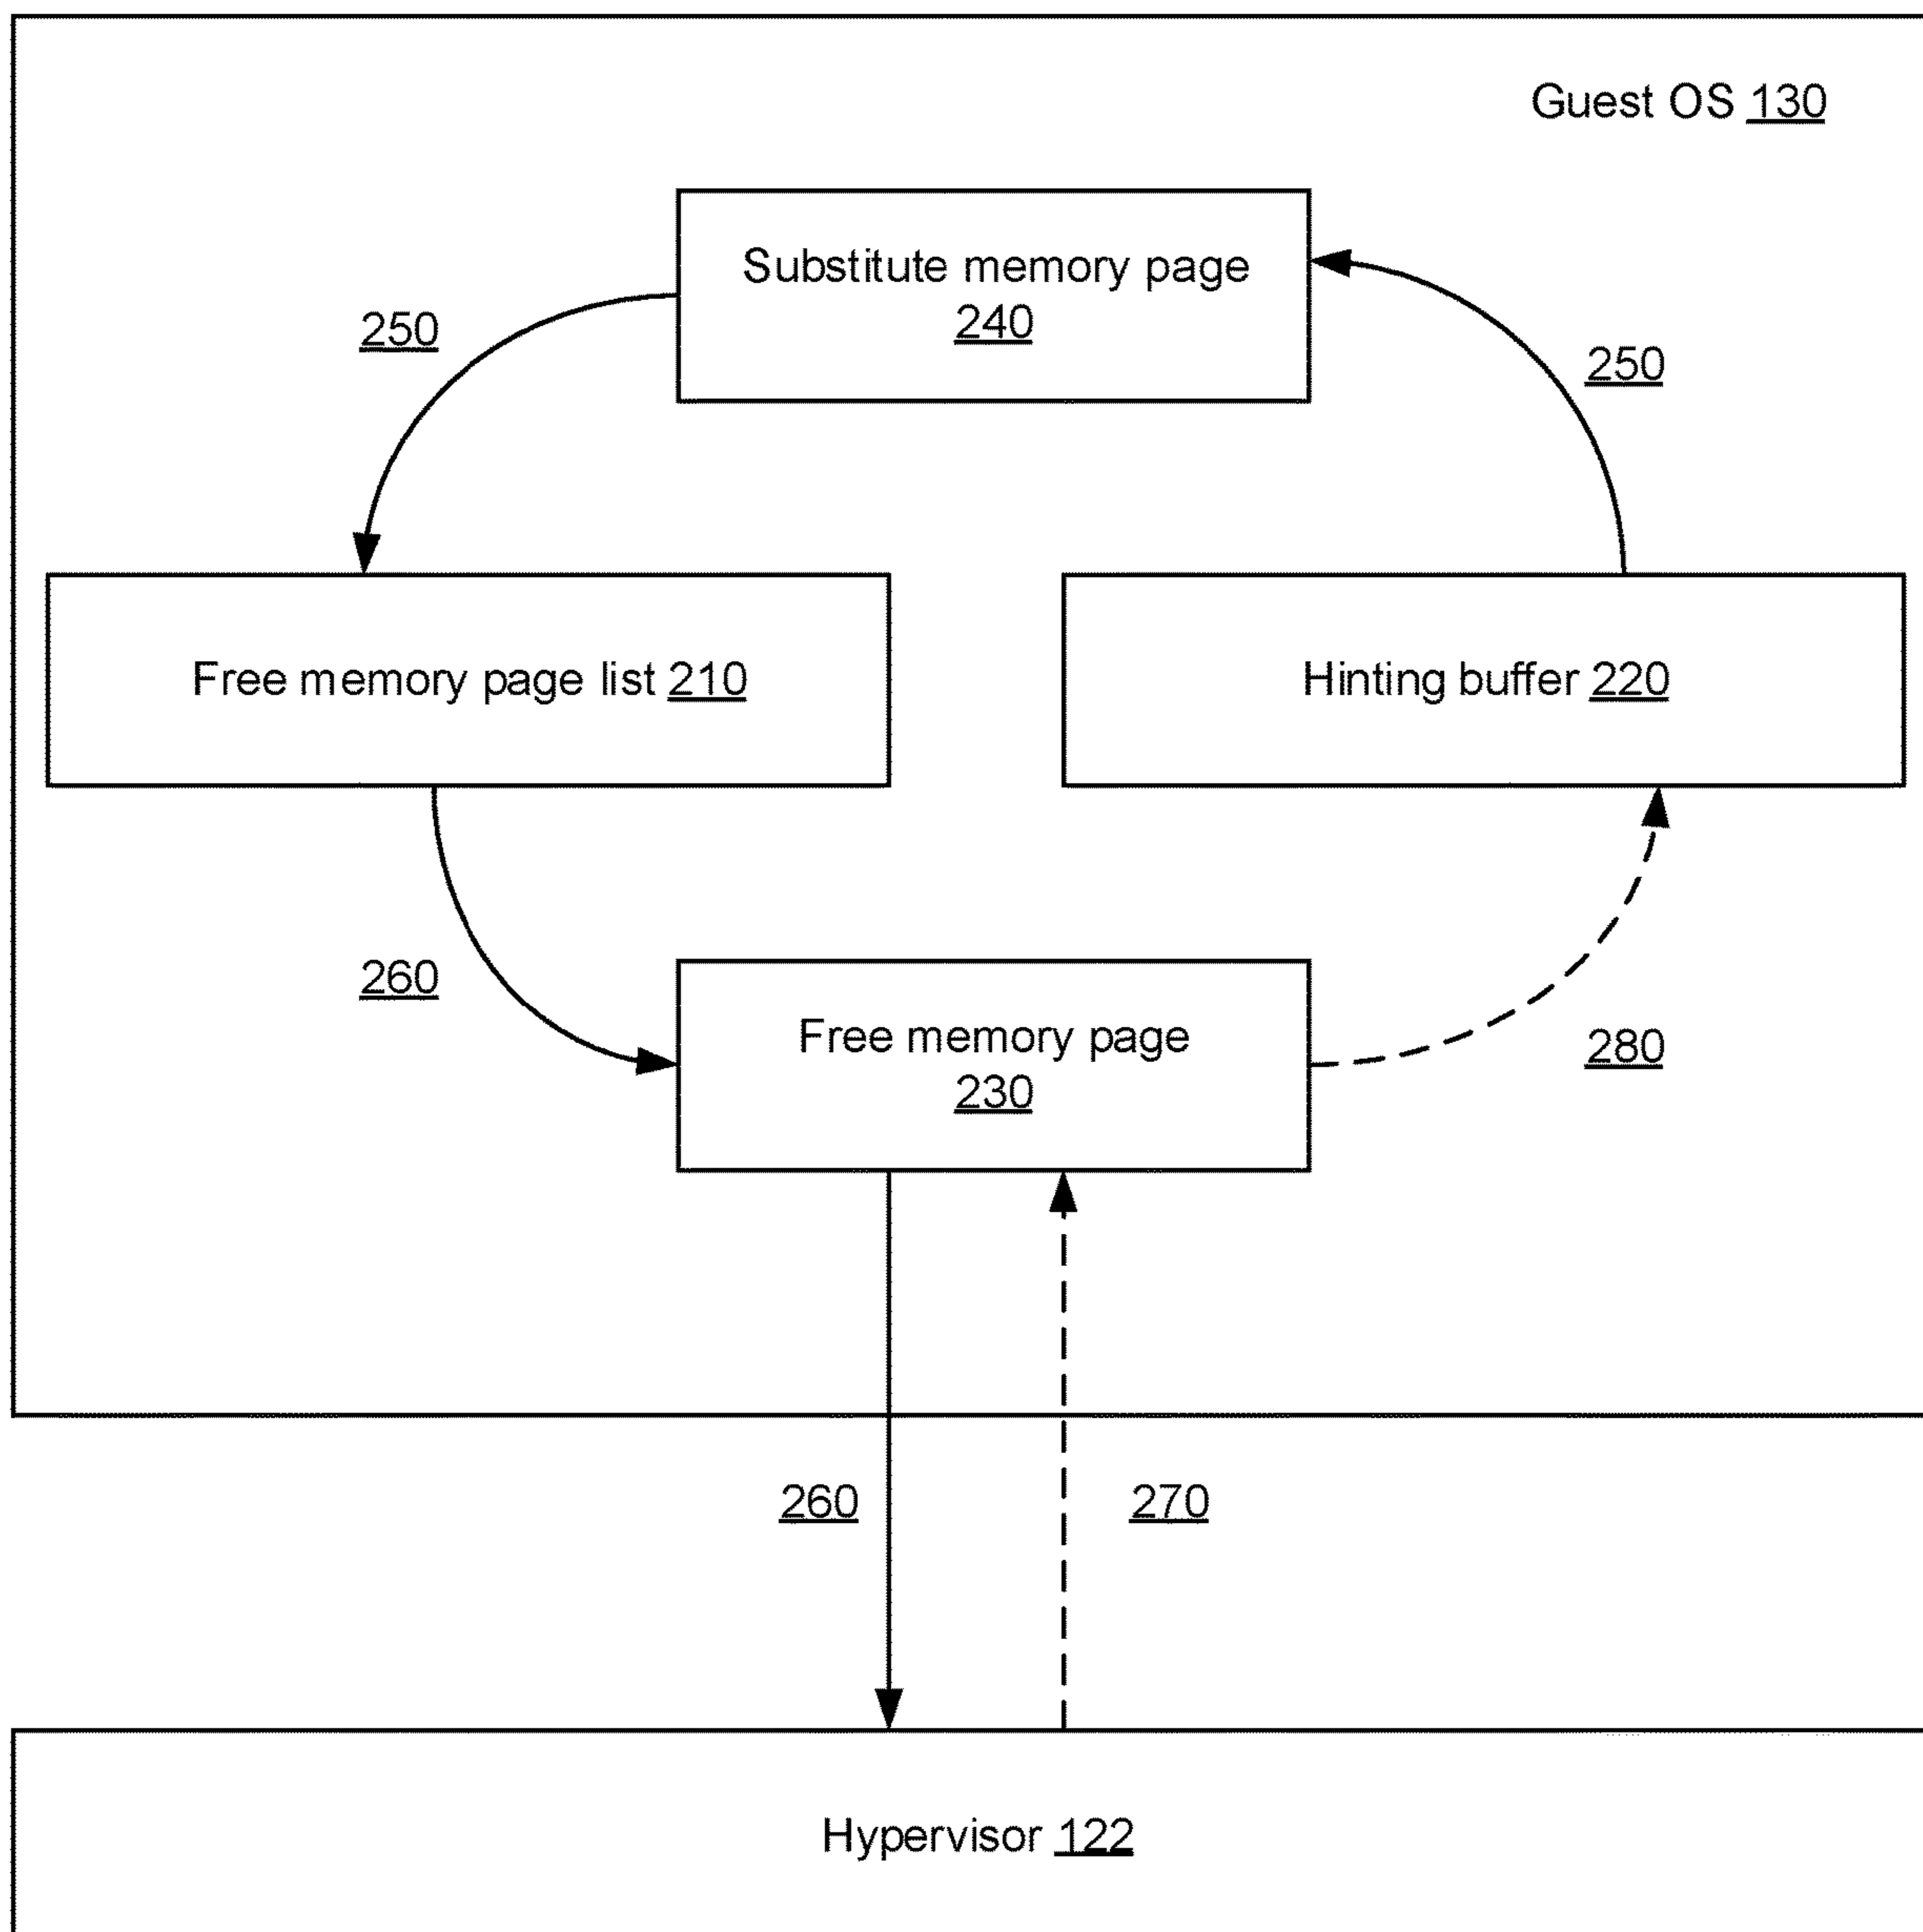 Guest OS 130
Substitute memory page
240
250
250
Free memory page list 210
Hinting buffer 220
260
Free memory page
230
280
260
270
Hypervisor 122